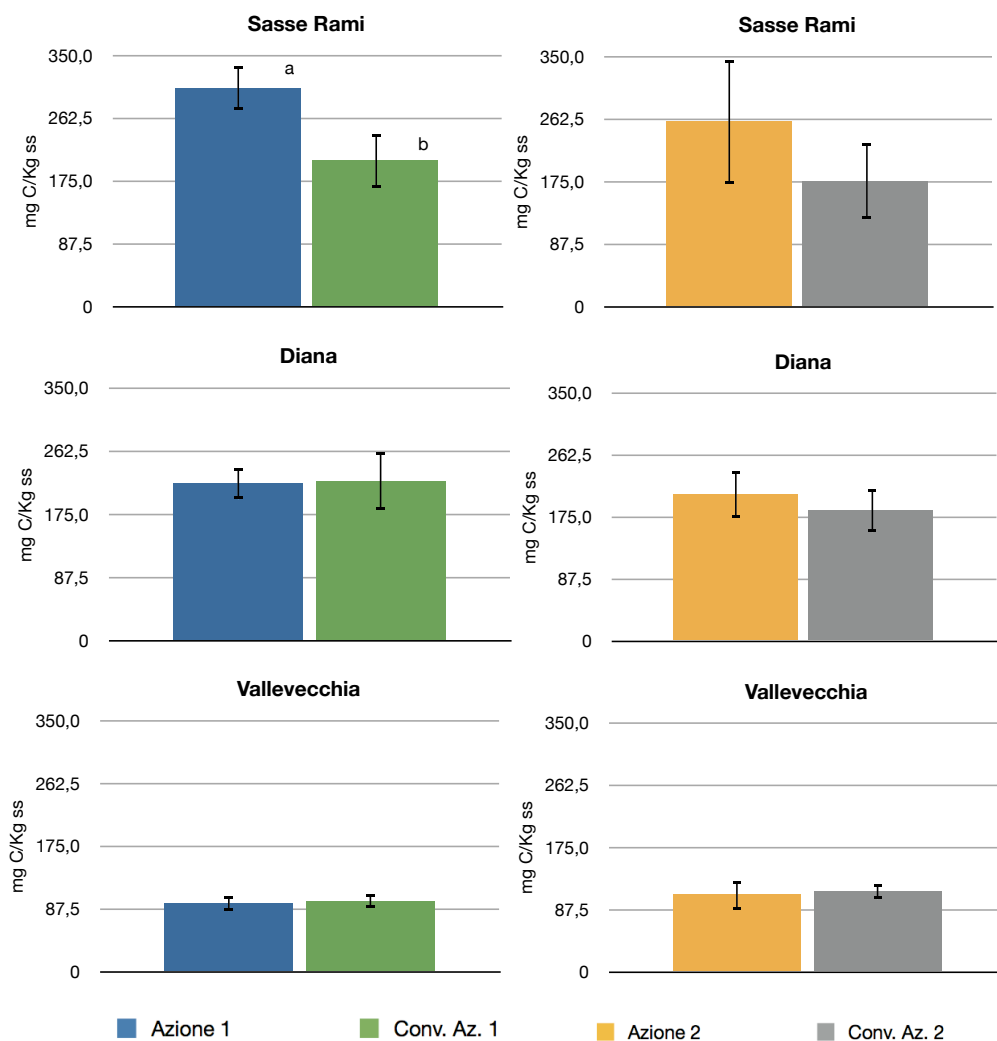 Sasse Rami
350,0
262,5
175,0
87,5
0
mg C/Kg ss
a
b
Sasse Rami
350,0
262,5
175,0
87,5
0
mg C/Kg ss
Diana
350,0
262,5
175,0
87,5
0
mg C/Kg ss
Diana
350,0
262,5
175,0
87,5
0
mg C/Kg ss
Vallevecchia
350,0
262,5
175,0
87,5
0
mg C/Kg ss
Vallevecchia
350,0
262,5
175,0
87,5
0
mg C/Kg ss
Azione 1
Conv. Az. 1
Azione 2
Conv. Az. 2